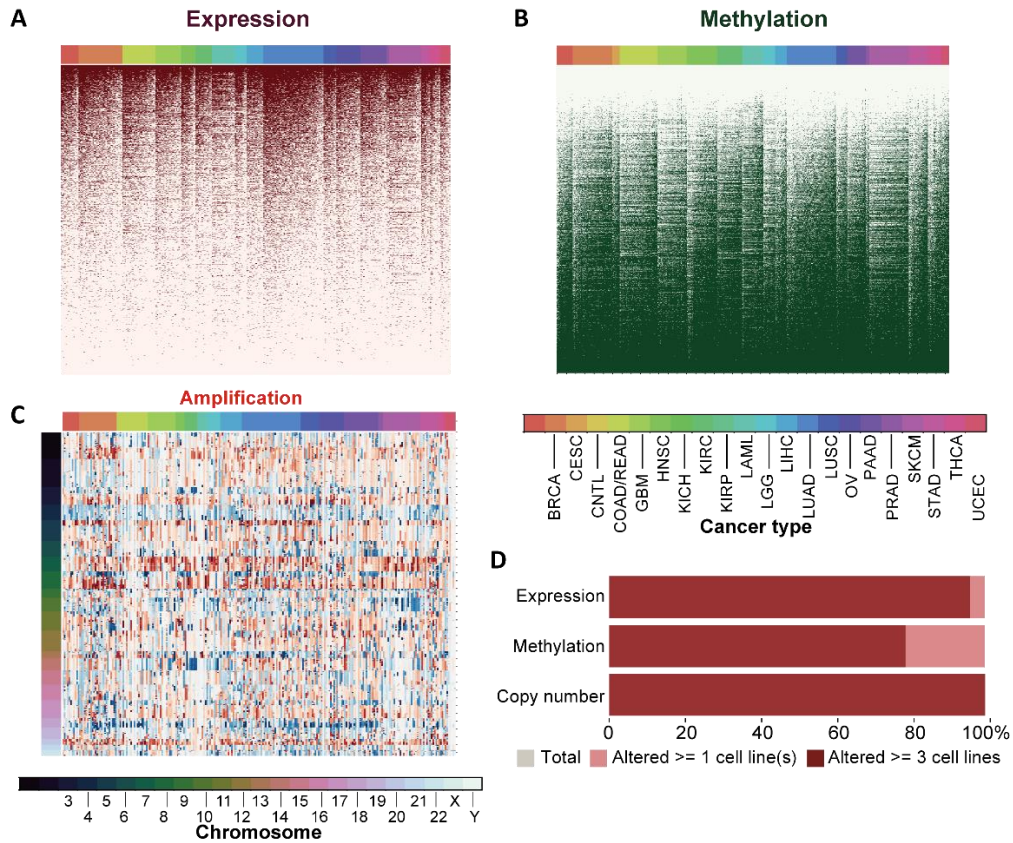 A
Expression
B
Methylation
C
Amplification
BRCA
CESC
CNTL
COAD/READ
GBM
HNSC
KICH
KIRC
KIRP
LAML
LGG
LIHC
LUAD
LUSC
OV
PAAD
PRAD
SKCM
STAD
THCA
UCEC
Cancer type
D
Expression
Methylation
Copy number
0 20 40 60 80 100%
Total Altered >= 1 cell line(s) Altered >= 3 cell lines
3 5 7 9 11 13 15 17 19 21 X
4 6 8 10 12 14 16 18 20 22 Y
Chromosome